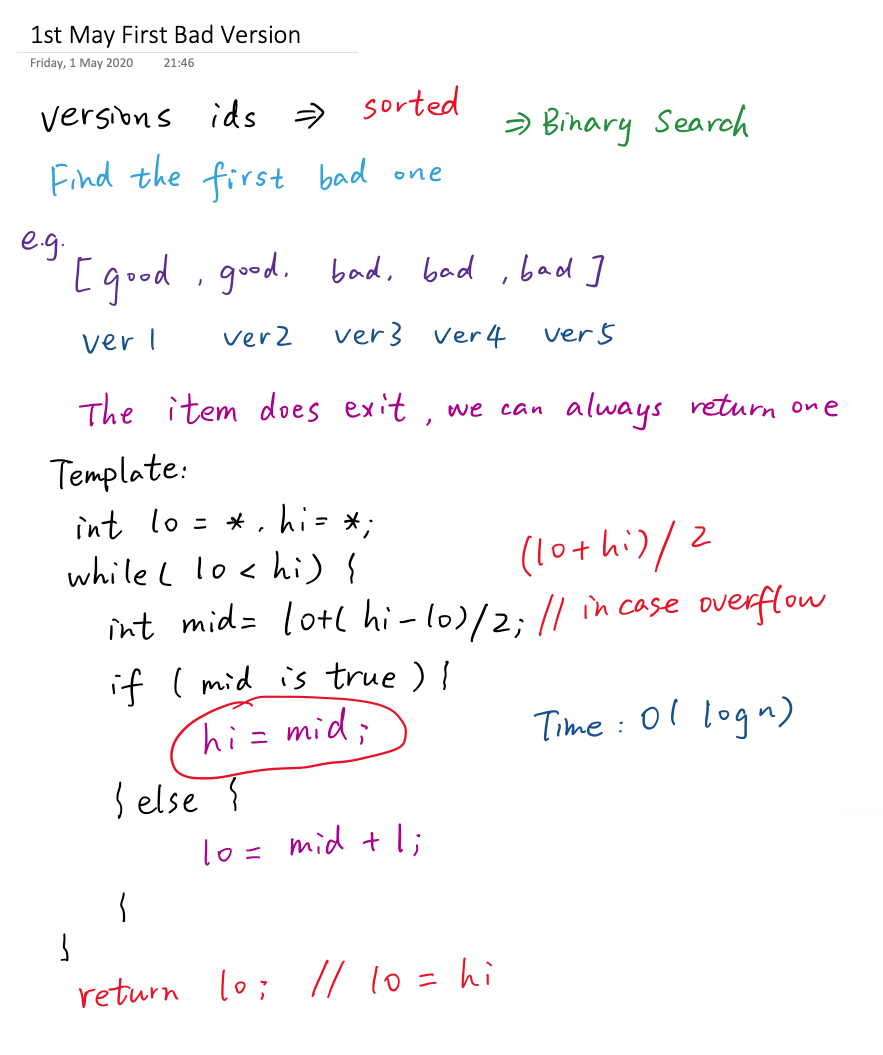 1st May First Bad Version
Friday, 1 May 2020 21:46
versions ids ⇒ sorted ⇒ Binary Search
Find the first bad one
e.g.
[ good , good. bad. bad , bad ]
ver 1 ver2 ver3 ver4 ver5
The item does exit, we can always return one
Template:
int lo = *, hi = *;
(lo + hi) / 2
while ( lo < hi) {
int mid = lo+( hi - lo)/2; // in case overflow
if ( mid is true ) {
hi = mid;
Time : O( log n)
} else {
lo = mid + 1;
{
}
return lo; // lo = hi